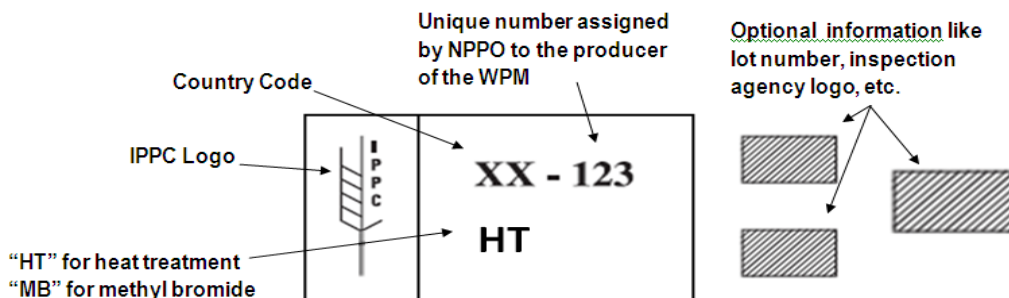 Unique number assigned
by NPPO to the producer
of the WPM
Optional information like
lot number, inspection
agency logo, etc.
Country Code
IPPC Logo
IPPC
XX - 123
HT
“HT” for heat treatment
“MB” for methyl bromide